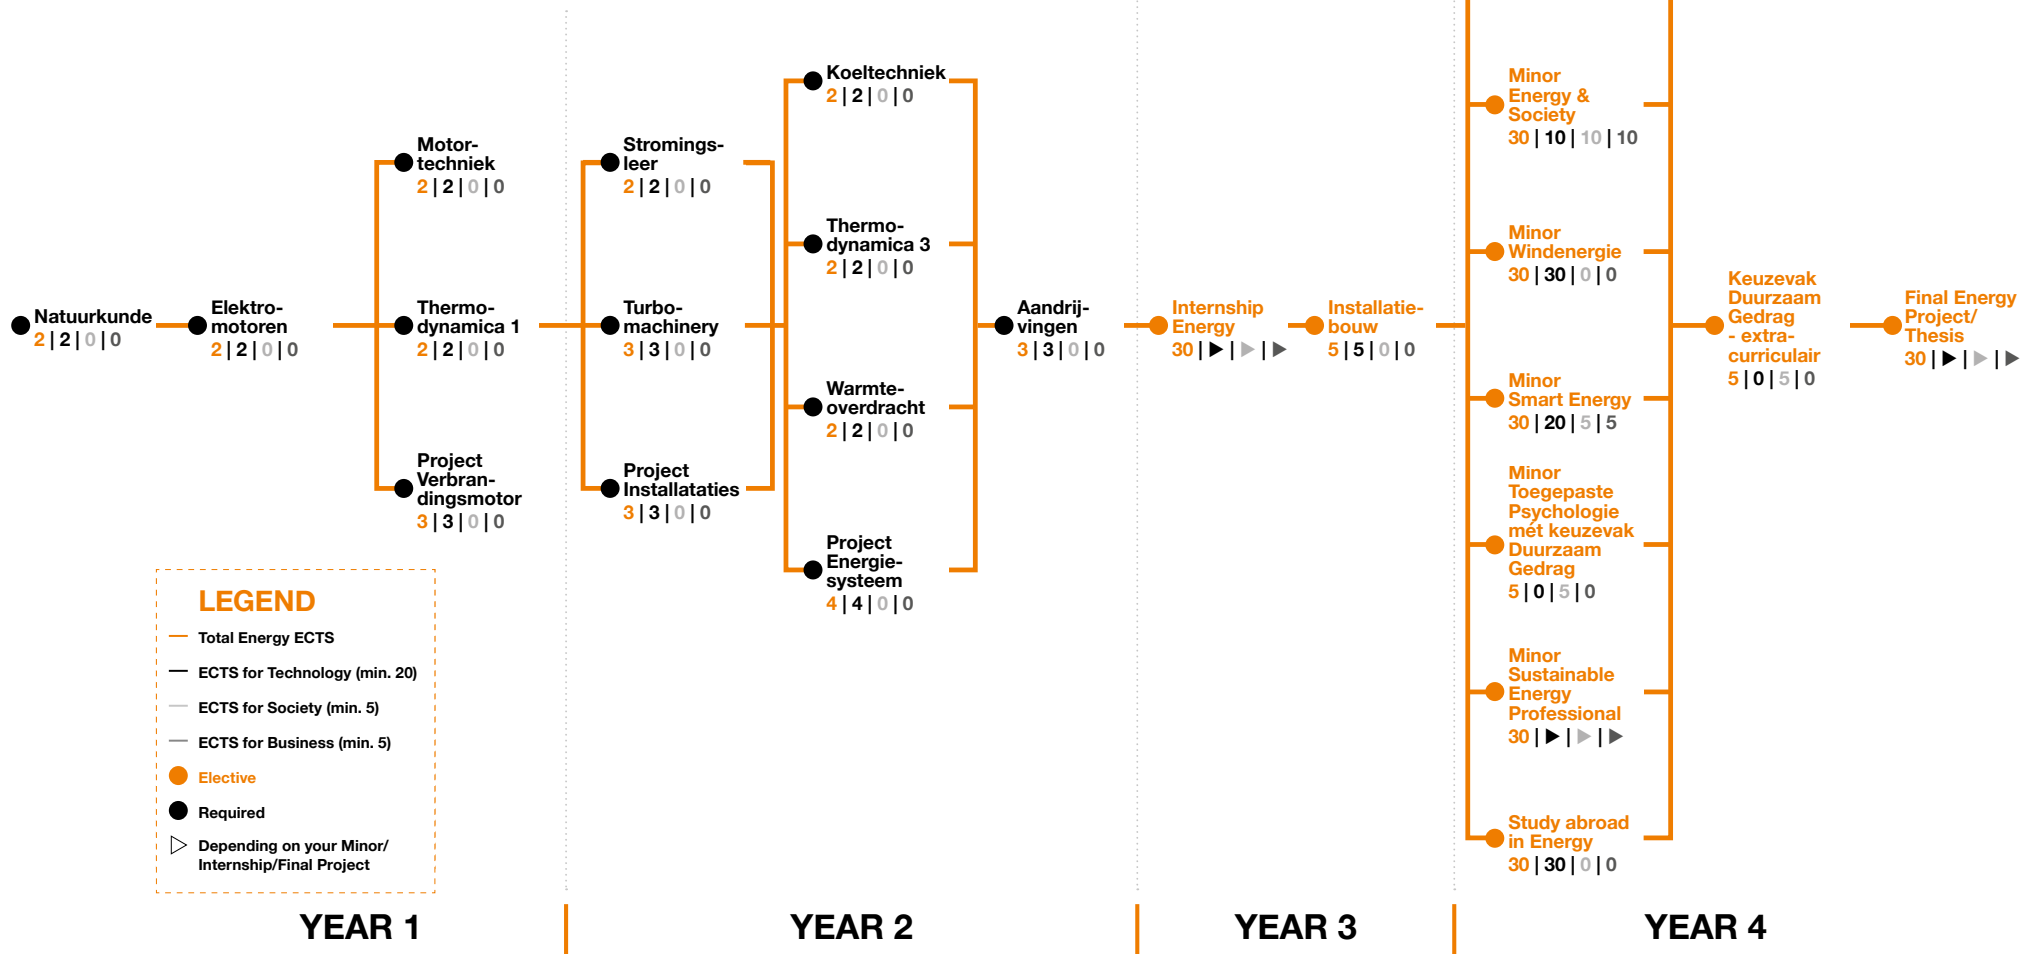 Natuurkunde
2 | 2 | 0 | 0
Elektro-
motoren
2 | 2 | 0 | 0
Motor-
techniek
2 | 2 | 0 | 0
Thermo-
dynamica 1
2 | 2 | 0 | 0
Project
Verbran-
dingsmotor
3 | 3 | 0 | 0
Stromings-
leer
2 | 2 | 0 | 0
Turbo-
machinery
3 | 3 | 0 | 0
Project
Installataties
3 | 3 | 0 | 0
Koeltechniek
2 | 2 | 0 | 0
Thermo-
dynamica 3
2 | 2 | 0 | 0
Warmte-
overdracht
2 | 2 | 0 | 0
Project
Energie-
systeem
4 | 4 | 0 | 0
Aandrij-
vingen
3 | 3 | 0 | 0
Internship
Energy
30 | ▶ | ▶ | ▶
Installatie-
bouw
5 | 5 | 0 | 0
Minor
Energy &
Society
30 | 10 | 10 | 10
Minor
Windenergie
30 | 30 | 0 | 0
Minor
Smart Energy
30 | 20 | 5 | 5
Minor
Toegepaste
Psychologie
mét keuzevak
Duurzaam
Gedrag
5 | 0 | 5 | 0
Minor
Sustainable
Energy
Professional
30 | ▶ | ▶ | ▶
Study abroad
in Energy
30 | 30 | 0 | 0
Keuzevak
Duurzaam
Gedrag
- extra-
curriculair
5 | 0 | 5 | 0
Final Energy
Project/
Thesis
30 | ▶ | ▶ | ▶
LEGEND
Total Energy ECTS
ECTS for Technology (min. 20)
ECTS for Society (min. 5)
ECTS for Business (min. 5)
Elective
Required
Depending on your Minor/
Internship/Final Project
YEAR 1
YEAR 2
YEAR 3
YEAR 4